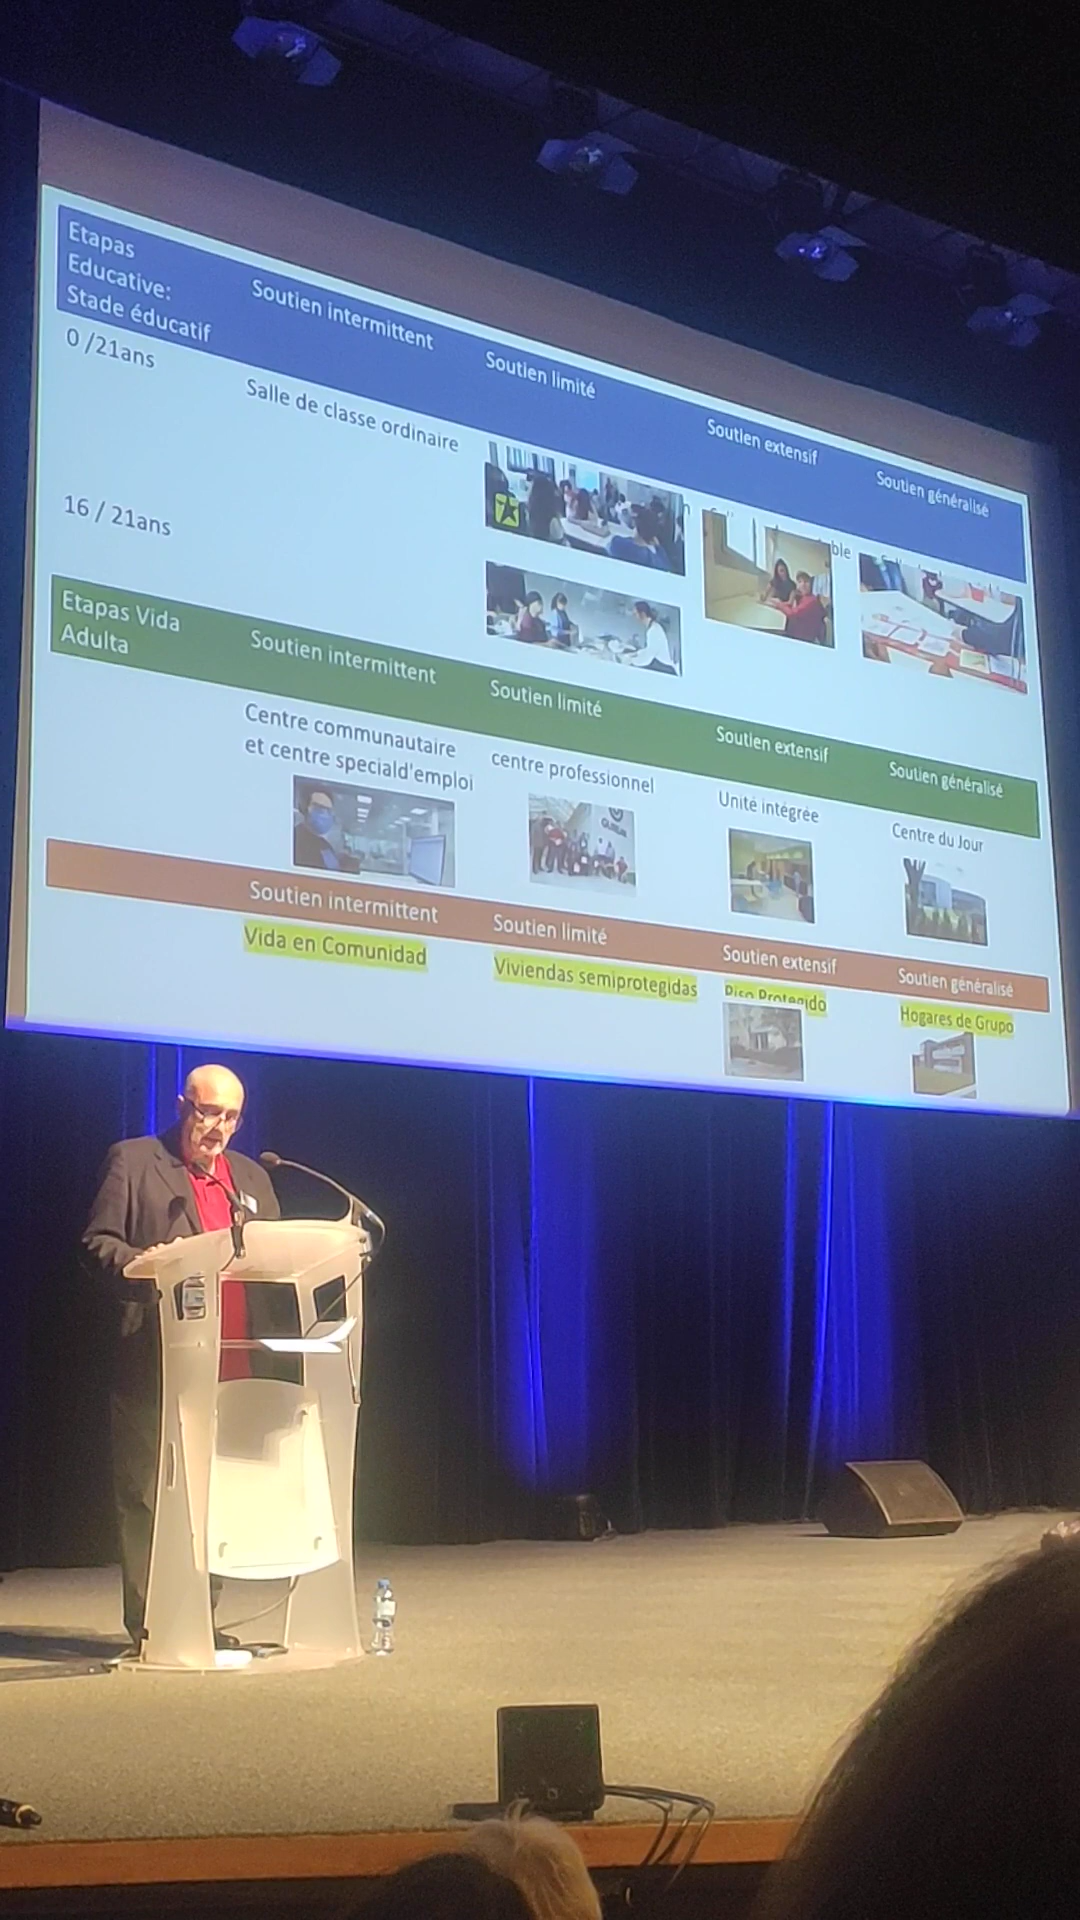 Etapas
Educative:
Stade éducatif
Soutien intermittent
Soutien limité
Soutien extensif
Soutien généralisé
0 /21ans
Salle de classe ordinaire
16 / 21ans
Etapas Vida
Adulta
Soutien intermittent
Soutien limité
Soutien extensif
Soutien généralisé
Centre communautaire
et centre speciald'emploi
centre professionnel
Unité intégrée
Centre du Jour
Soutien intermittent
Soutien limité
Soutien extensif
Soutien généralisé
Vida en Comunidad
Viviendas semiprotegidas
Piso Protegido
Hogares de Grupo